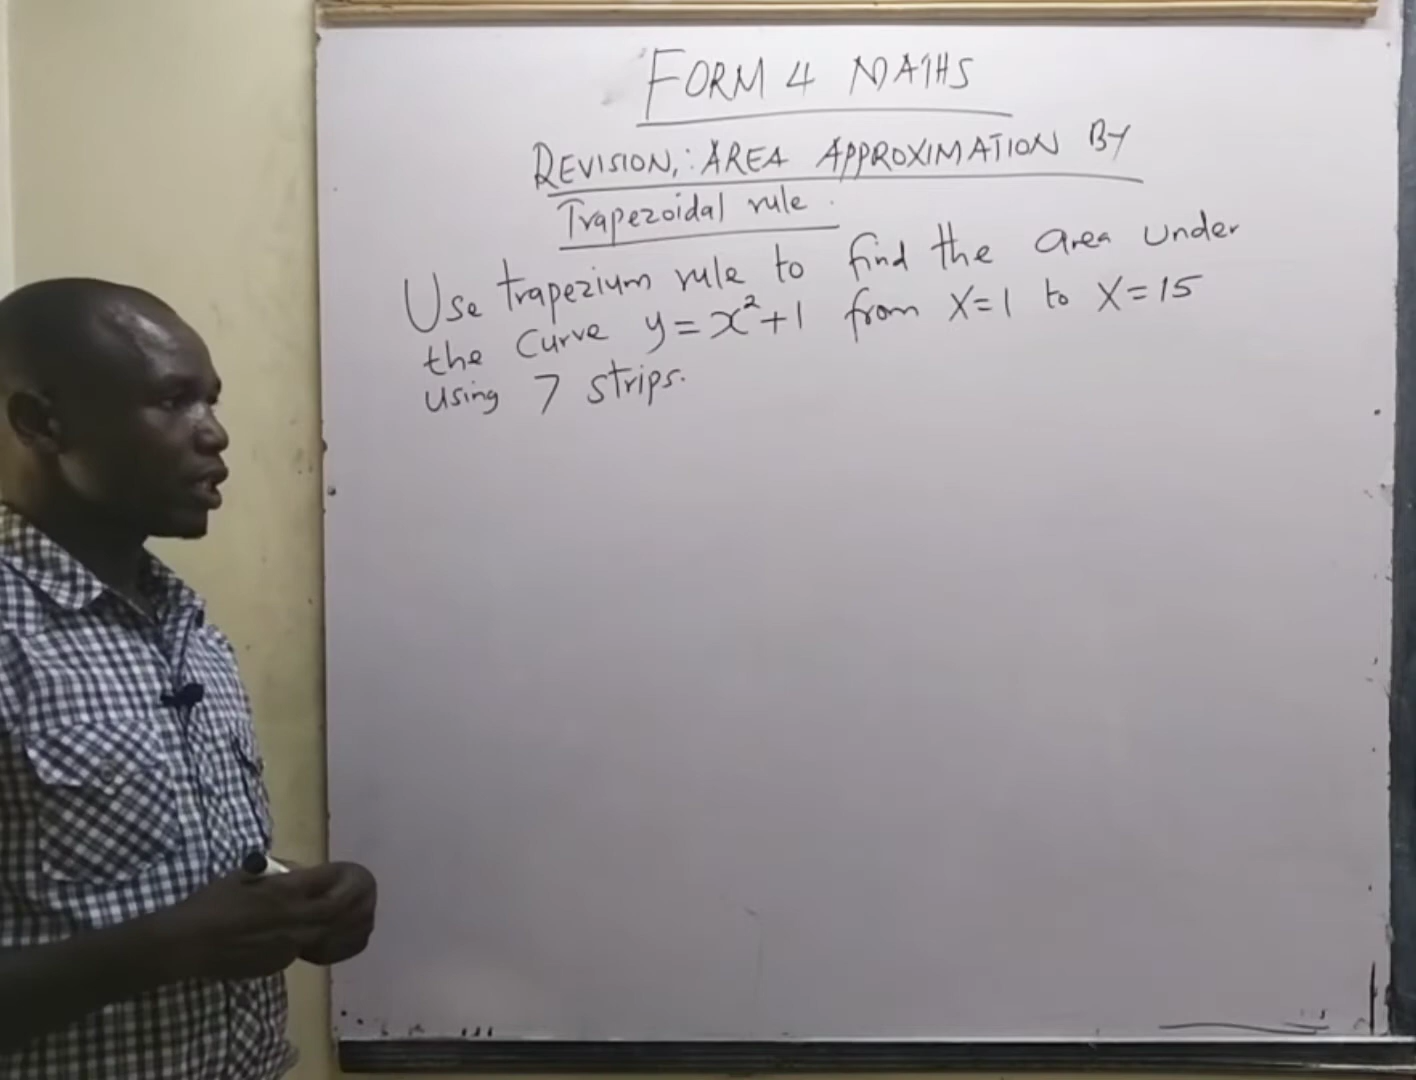 FORM 4 MATHS
REVISION: AREA APPROXIMATION BY
Trapezoidal rule.
Use trapezium rule to find the area under
the curve y = x²+1 from x=1 to x=15
using 7 strips.